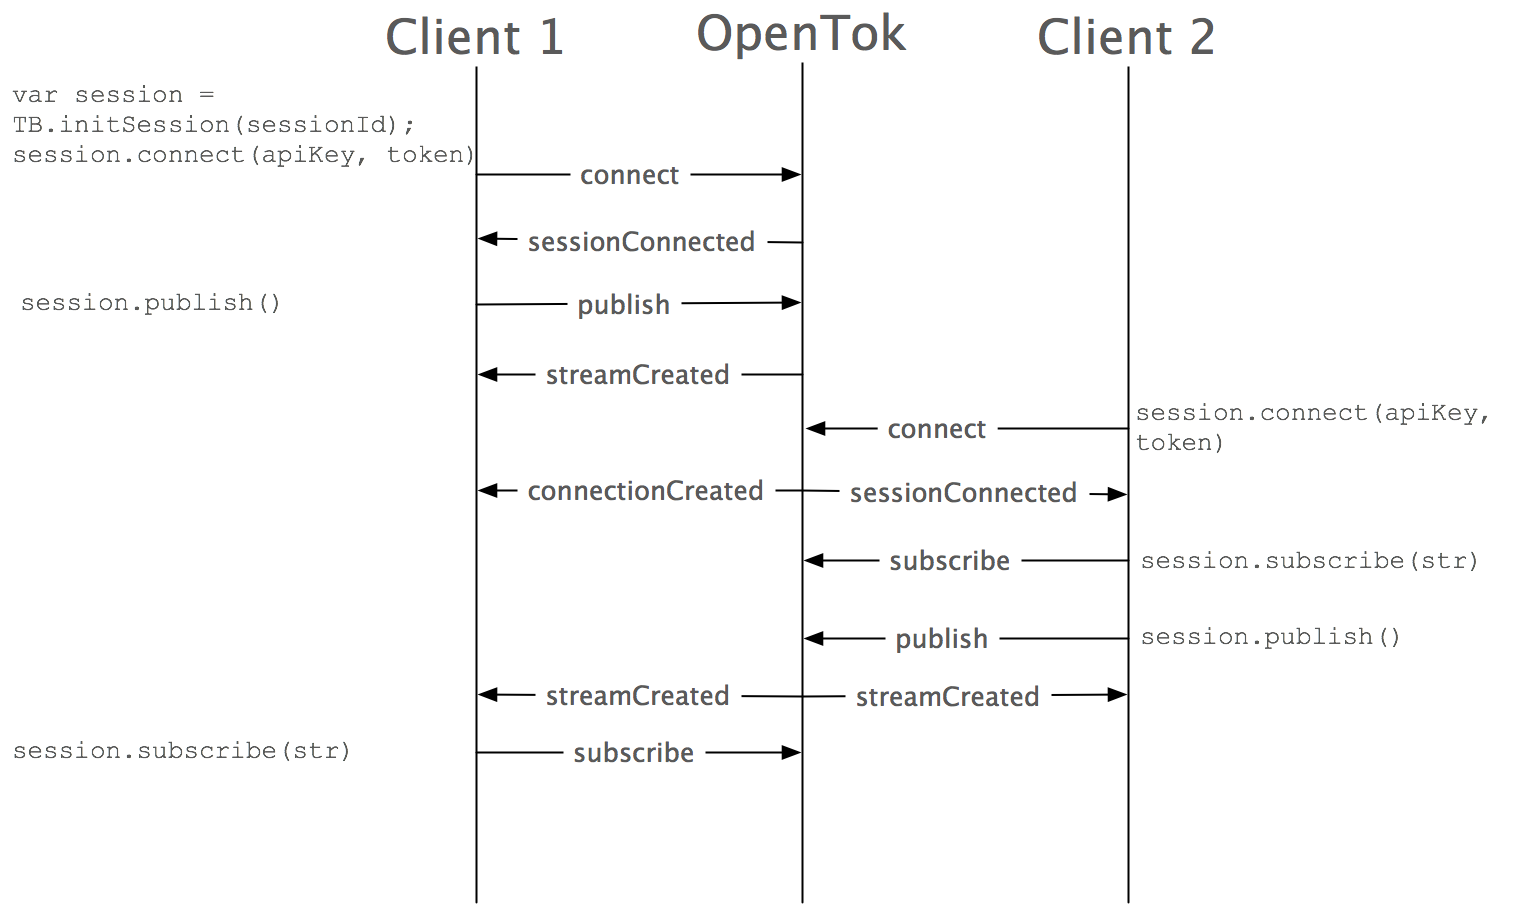 Client 1
OpenTok
Client 2
var session =
TB.initSession(sessionId);
session.connect(apiKey, token)
connect
sessionConnected
session.publish()
publish
streamCreated
connect
session.connect(apiKey,
token)
connectionCreated
sessionConnected
subscribe
session.subscribe(str)
publish
session.publish()
streamCreated
streamCreated
session.subscribe(str)
subscribe